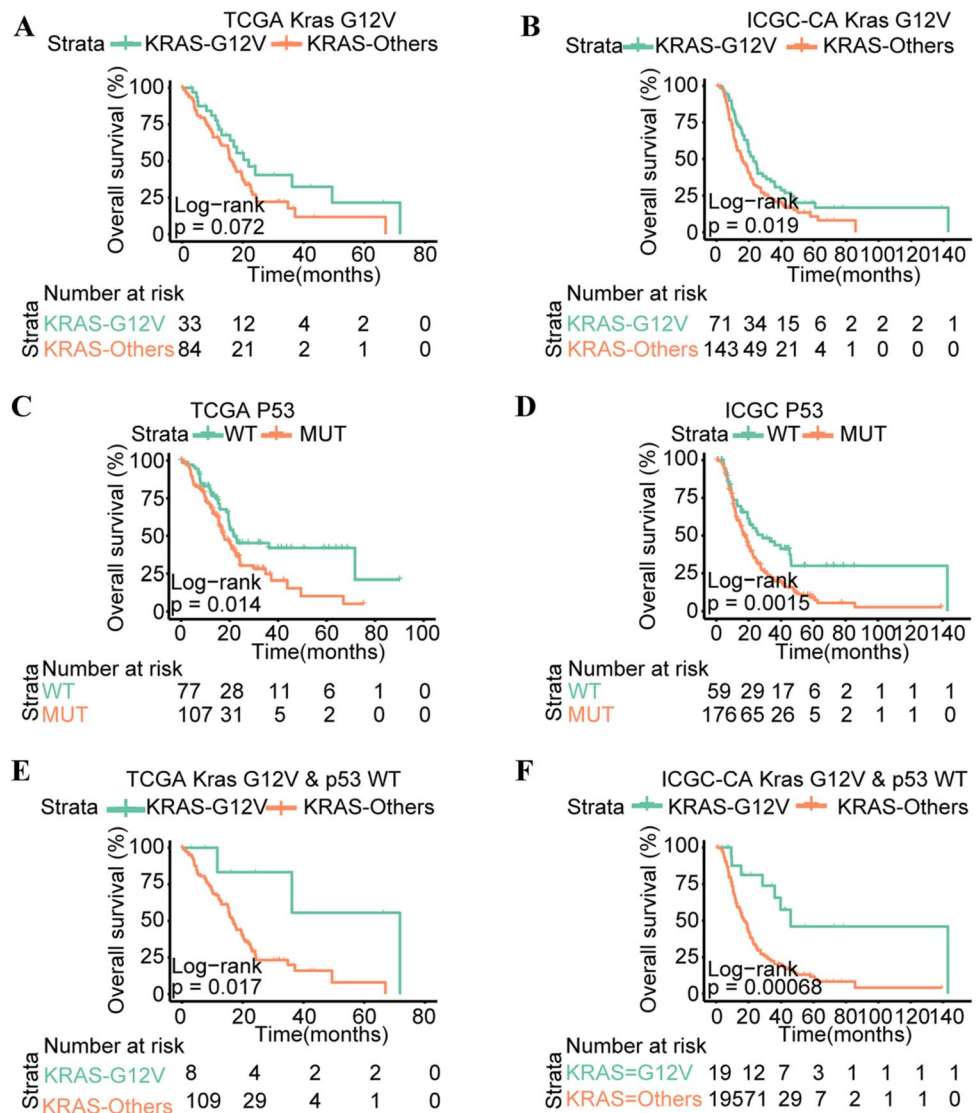 A
TCGA Kras G12V
Strata KRAS-G12V KRAS-Others
Overall survival (%)
100
75
50
25
0
Log-rank
p = 0.072
0 20 40 60 80
Time(months)
Number at risk
Strata
KRAS-G12V 33 12 4 2 0
KRAS-Others 84 21 2 1 0
B
ICGC-CA Kras G12V
Strata KRAS-G12V KRAS-Others
Overall survival (%)
100
75
50
25
0
Log-rank
p = 0.019
0 20 40 60 80 100 120 140
Time(months)
Number at risk
Strata
KRAS-G12V 71 34 15 6 2 2 2 1
KRAS-Others 143 49 21 4 1 0 0 0
C
TCGA P53
Strata WT MUT
Overall survival (%)
100
75
50
25
0
Log-rank
p = 0.014
0 20 40 60 80 100
Time(months)
Number at risk
Strata
WT 77 28 11 6 1 0
MUT 107 31 5 2 0 0
D
ICGC P53
Strata WT MUT
Overall survival (%)
100
75
50
25
0
Log-rank
p = 0.0015
0 20 40 60 80 100 120 140
Time(months)
Number at risk
Strata
WT 59 29 17 6 2 1 1 1
MUT 176 65 26 5 2 1 1 0
E
TCGA Kras G12V & p53 WT
Strata KRAS-G12V KRAS-Others
Overall survival (%)
100
75
50
25
0
Log-rank
p = 0.017
0 20 40 60 80
Time(months)
Number at risk
Strata
KRAS-G12V 8 4 2 2 0
KRAS-Others 109 29 4 1 0
F
ICGC-CA Kras G12V & p53 WT
Strata KRAS-G12V KRAS-Others
Overall survival (%)
100
75
50
25
0
Log-rank
p = 0.00068
0 20 40 60 80 100 120 140
Time(months)
Number at risk
Strata
KRAS=G12V 19 12 7 3 1 1 1 1
KRAS=Others 195 71 29 7 2 1 1 0